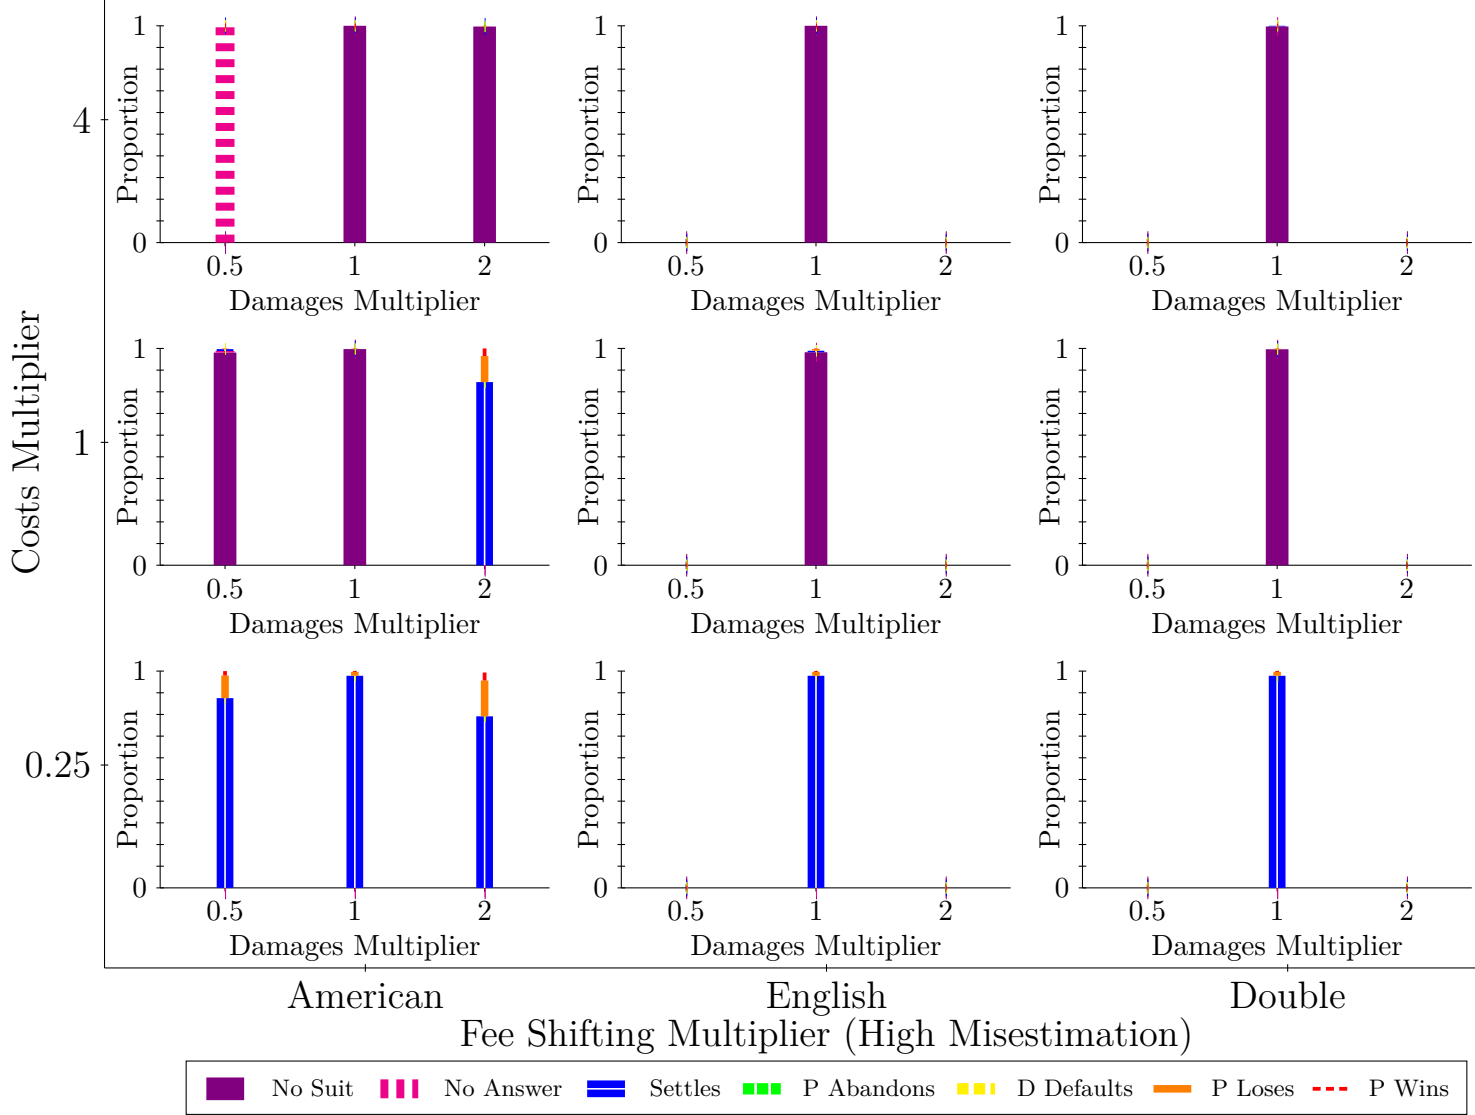 Costs Multiplier
4
1
0.25
1
Proportion
0
0.5 1 2
Damages Multiplier
1
Proportion
0
0.5 1 2
Damages Multiplier
1
Proportion
0
0.5 1 2
Damages Multiplier
1
Proportion
0
0.5 1 2
Damages Multiplier
1
Proportion
0
0.5 1 2
Damages Multiplier
1
Proportion
0
0.5 1 2
Damages Multiplier
1
Proportion
0
0.5 1 2
Damages Multiplier
1
Proportion
0
0.5 1 2
Damages Multiplier
1
Proportion
0
0.5 1 2
Damages Multiplier
American English Double
Fee Shifting Multiplier (High Misestimation)
No Suit No Answer Settles P Abandons D Defaults P Loses P Wins